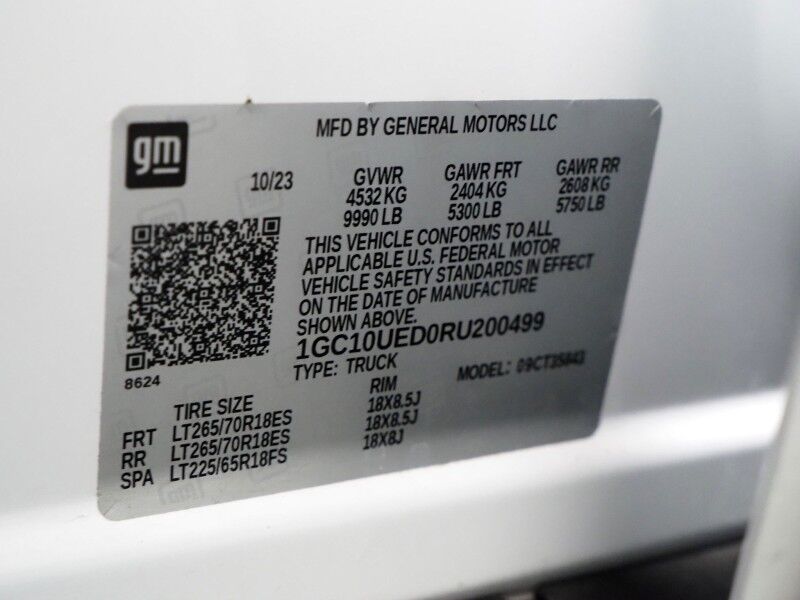 gm
MFD BY GENERAL MOTORS LLC
10/23
GVWR GAWR FRT GAWR RR
4532 KG 2404 KG 2608 KG
9990 LB 5300 LB 5750 LB
THIS VEHICLE CONFORMS TO ALL
APPLICABLE U.S. FEDERAL MOTOR
VEHICLE SAFETY STANDARDS IN EFFECT
ON THE DATE OF MANUFACTURE
SHOWN ABOVE.
1GC10UED0RU200499
8624
TYPE: TRUCK MODEL:
TIRE SIZE RIM
FRT LT265/70R18ES 18X8.5J
RR LT265/70R18ES 18X8.5J
SPA LT225/65R18FS 18X8J